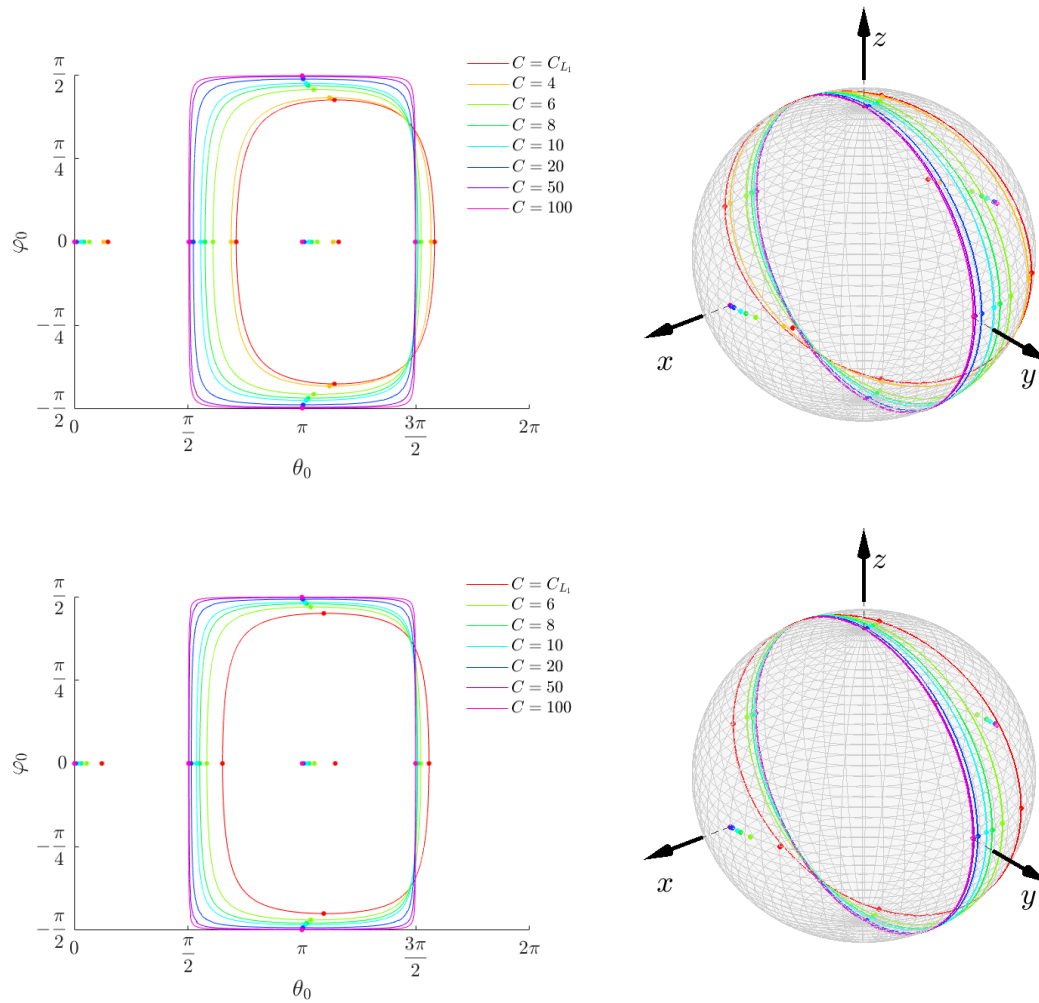 π/2
π/4
0
−π/4
−π/2
φ₀
0
π/2
π
3π/2
2π
θ₀
C = C_{L₁}
C = 4
C = 6
C = 8
C = 10
C = 20
C = 50
C = 100
z
x
y
π/2
π/4
0
−π/4
−π/2
φ₀
0
π/2
π
3π/2
2π
θ₀
C = C_{L₁}
C = 6
C = 8
C = 10
C = 20
C = 50
C = 100
z
x
y